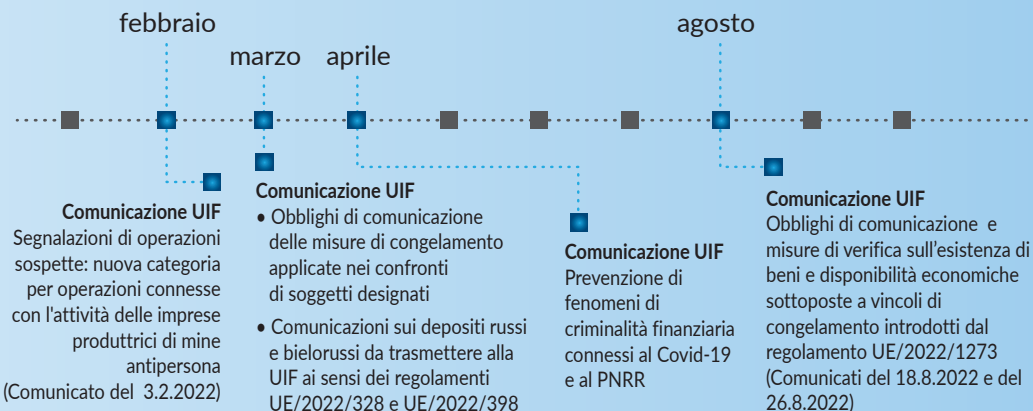 febbraio
marzo
aprile
agosto
Comunicazione UIF
Segnalazioni di operazioni
sospette: nuova categoria
per operazioni connesse
con l'attività delle imprese
produttrici di mine
antipersona
(Comunicato del 3.2.2022)
Comunicazione UIF
• Obblighi di comunicazione
delle misure di congelamento
applicate nei confronti
di soggetti designati
• Comunicazioni sui depositi russi
e bielorussi da trasmettere alla
UIF ai sensi dei regolamenti
UE/2022/328 e UE/2022/398
Comunicazione UIF
Prevenzione di
fenomeni di
criminalità finanziaria
connessi al Covid-19
e al PNRR
Comunicazione UIF
Obblighi di comunicazione e
misure di verifica sull’esistenza di
beni e disponibilità economiche
sottoposte a vincoli di
congelamento introdotti dal
regolamento UE/2022/1273
(Comunicati del 18.8.2022 e del
26.8.2022)